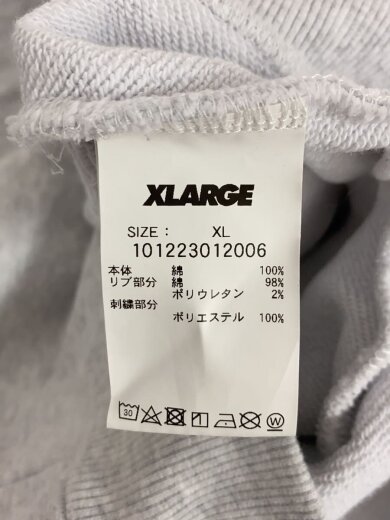 XLARGE
SIZE : XL
101223012006
本体 綿 100%
リブ部分 綿 98%
ポリウレタン 2%
刺繍部分
ポリエステル 100%
30
W